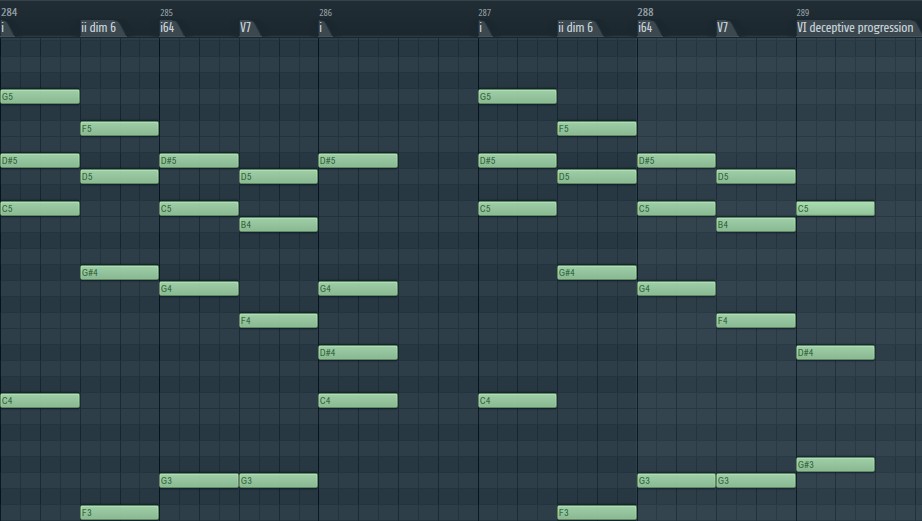 284 285 286 287 288 289
i ii dim 6 i64 V7 i i ii dim 6 i64 V7 VI deceptive progression
G5 G5
F5 F5
D#5 D#5 D#5 D#5 D#5
D5 D5 D5 D5
C5 C5 C5 C5 C5
B4 B4
G#4 G#4
G4 G4 G4
F4 F4
D#4 D#4
C4 C4 C4
G#3
G3 G3 G3 G3
F3 F3